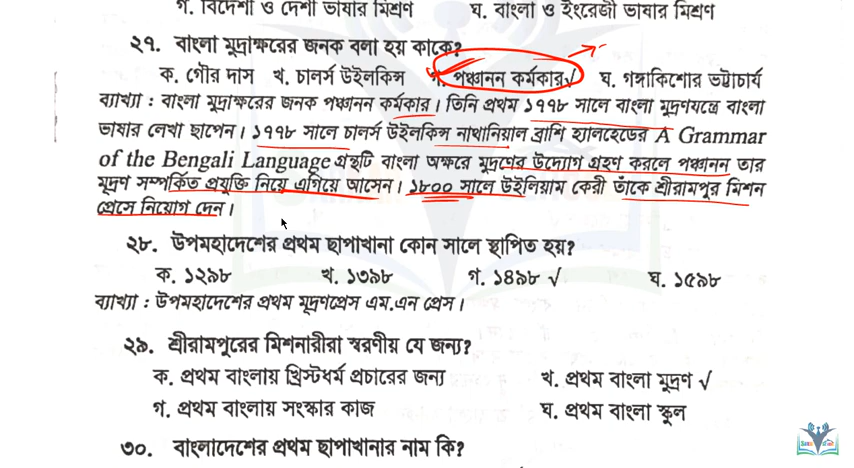 গ. বিদেশী ও দেশী ভাষার মিশ্রণ ঘ. বাংলা ও ইংরেজী ভাষার মিশ্রণ
২৭. বাংলা মুদ্রাক্ষরের জনক বলা হয় কাকে?
ক. গৌর দাস খ. চালর্স উইলকিন্স গ. পঞ্চানন কর্মকার√ ঘ. গঙ্গাকিশোর ভট্টাচার্য
ব্যাখ্যা : বাংলা মুদ্রাক্ষরের জনক পঞ্চানন কর্মকার। তিনি প্রথম ১৭৭৮ সালে বাংলা মুদ্রণযন্ত্রে বাংলা
ভাষার লেখা ছাপেন। ১৭৭৮ সালে চালর্স উইলকিন্স নাথানিয়াল ব্রাশি হ্যালহেডের A Grammar
of the Bengali Language গ্রন্থটি বাংলা অক্ষরে মুদ্রণের উদ্যোগ গ্রহণ করলে পঞ্চানন তার
মূদ্রণ সম্পর্কিত প্রযুক্তি নিয়ে এগিয়ে আসেন। ১৮০০ সালে উইলিয়াম কেরী তাঁকে শ্রীরামপুর মিশন
প্রেসে নিয়োগ দেন।
২৮. উপমহাদেশের প্রথম ছাপাখানা কোন সালে স্থাপিত হয়?
ক. ১২৯৮ খ. ১৩৯৮ গ. ১৪৯৮ √ ঘ. ১৫৯৮
ব্যাখ্যা : উপমহাদেশের প্রথম মূদ্রণপ্রেস এম.এন প্রেস।
২৯. শ্রীরামপুরের মিশনারীরা স্বরণীয় যে জন্য?
ক. প্রথম বাংলায় খ্রিস্টধর্ম প্রচারের জন্য খ. প্রথম বাংলা মুদ্রণ √
গ. প্রথম বাংলায় সংস্কার কাজ ঘ. প্রথম বাংলা স্কুল
৩০. বাংলাদেশের প্রথম ছাপাখানার নাম কি?